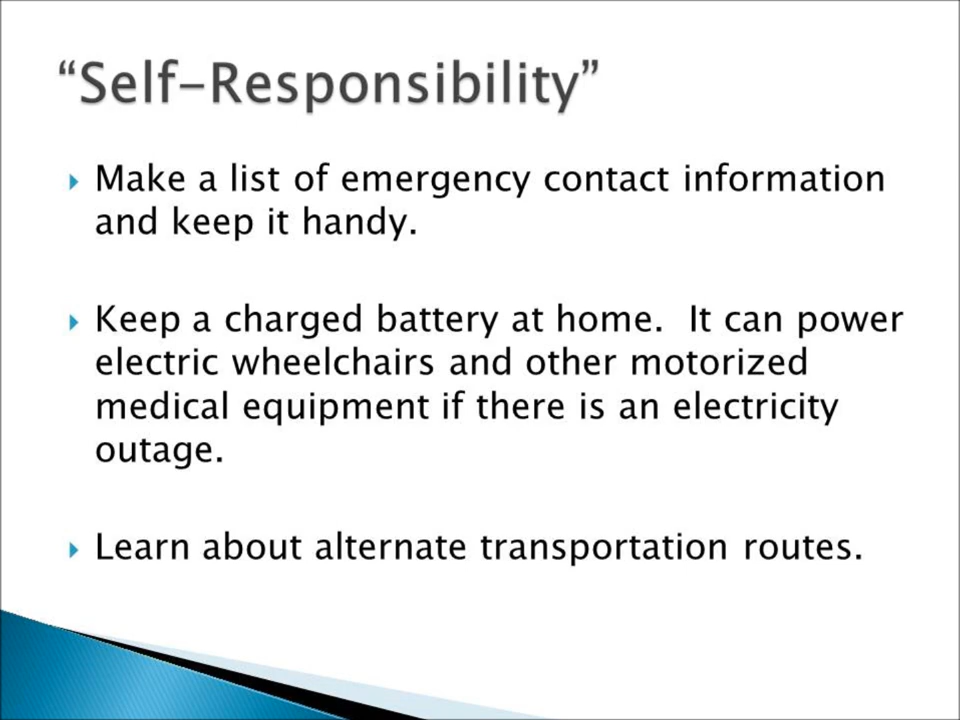 “Self-Responsibility”
Make a list of emergency contact information
and keep it handy.
Keep a charged battery at home.  It can power
electric wheelchairs and other motorized
medical equipment if there is an electricity
outage.
Learn about alternate transportation routes.